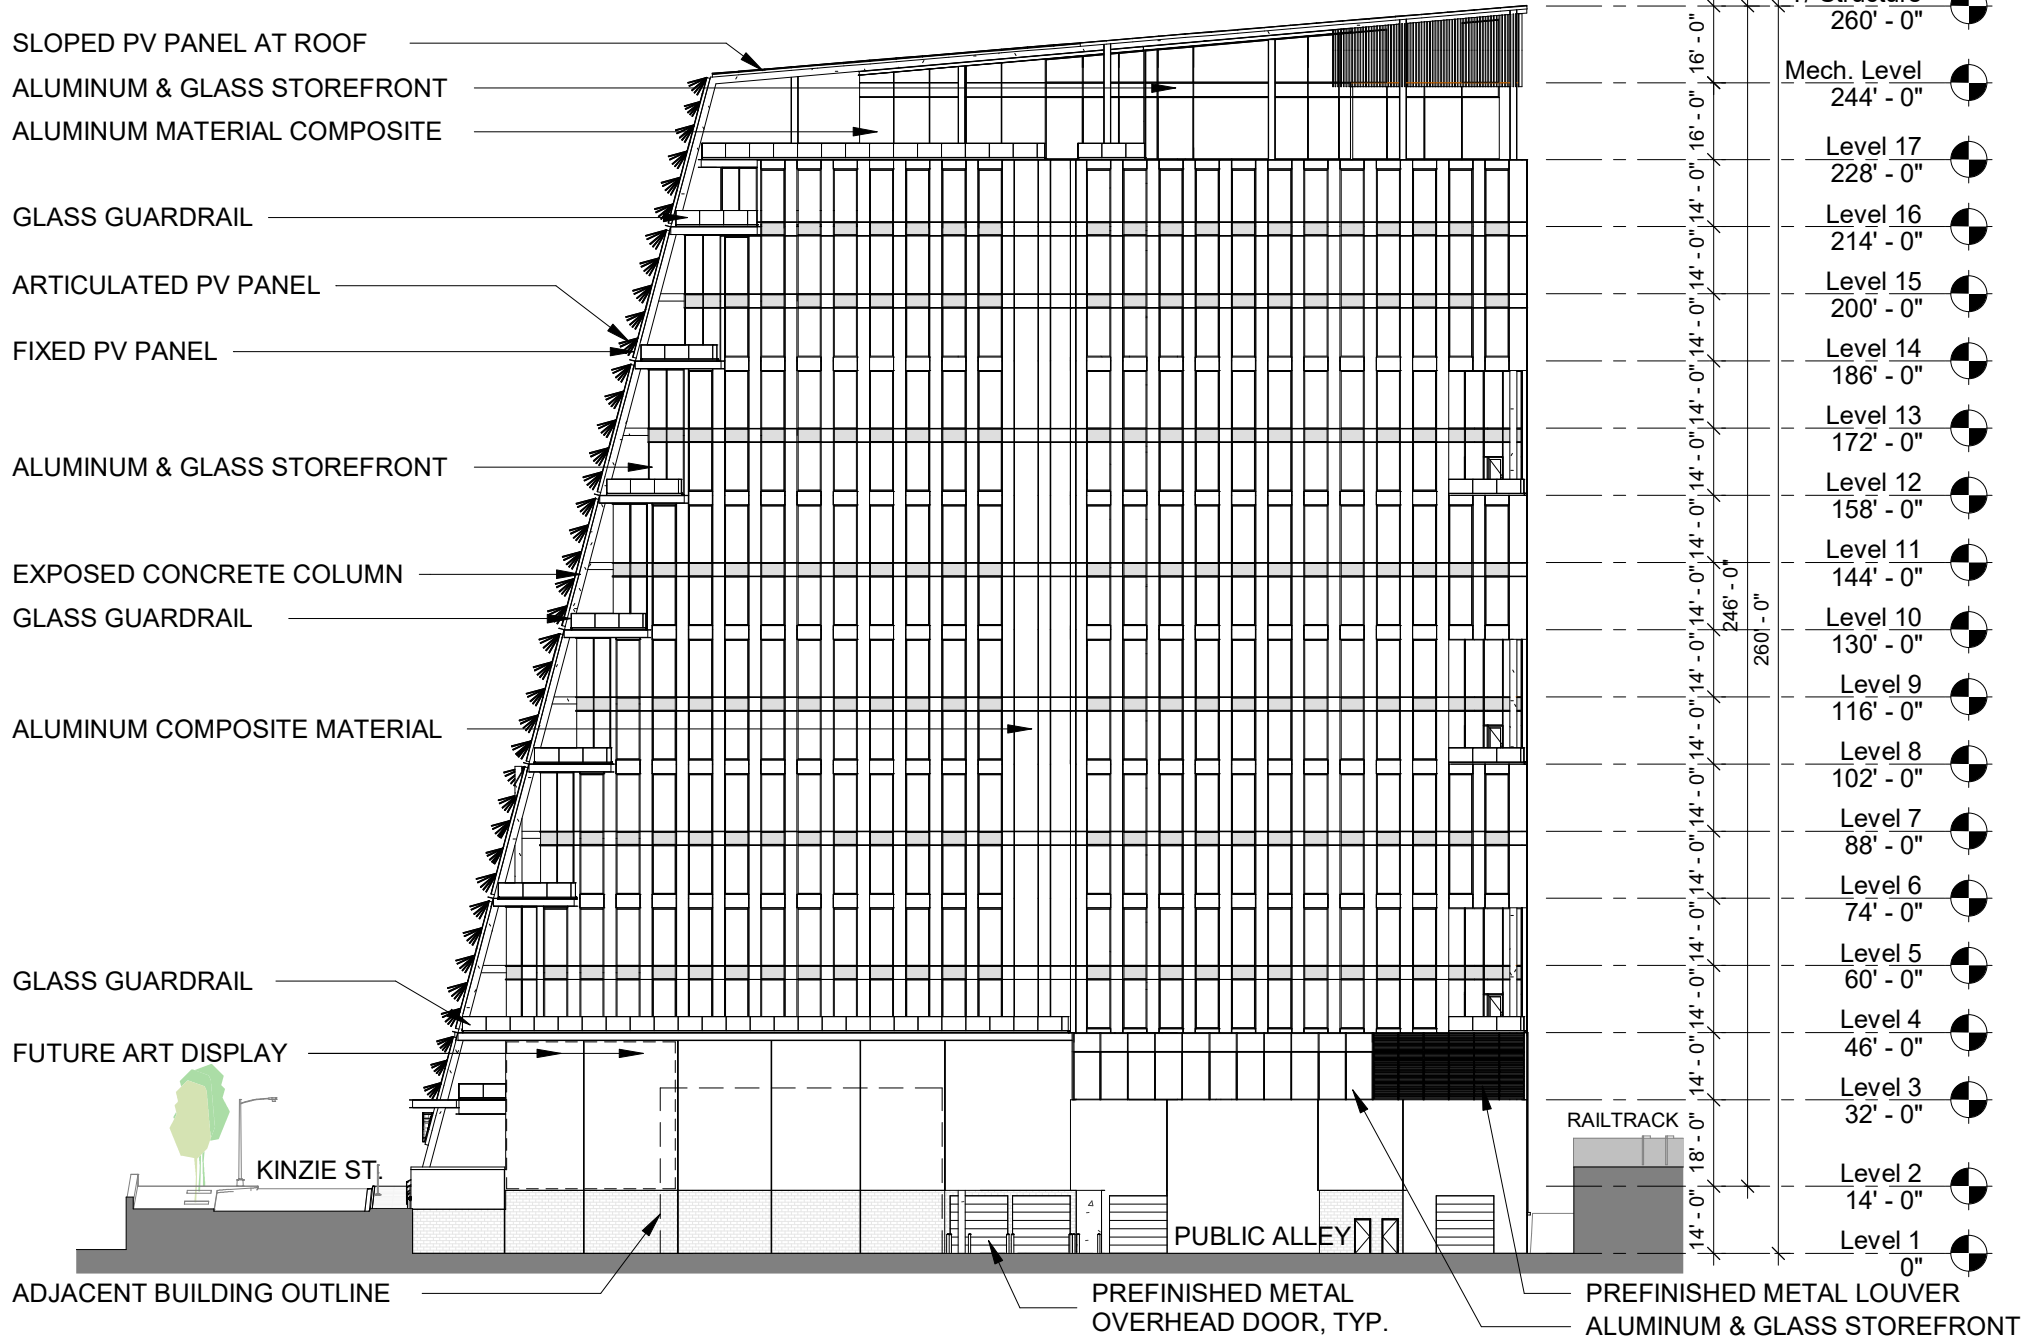 SLOPED PV PANEL AT ROOF
ALUMINUM & GLASS STOREFRONT
ALUMINUM MATERIAL COMPOSITE
GLASS GUARDRAIL
ARTICULATED PV PANEL
FIXED PV PANEL
ALUMINUM & GLASS STOREFRONT
EXPOSED CONCRETE COLUMN
GLASS GUARDRAIL
ALUMINUM COMPOSITE MATERIAL
GLASS GUARDRAIL
FUTURE ART DISPLAY
KINZIE ST.
ADJACENT BUILDING OUTLINE
PUBLIC ALLEY
PREFINISHED METAL
OVERHEAD DOOR, TYP.
RAILTRACK
PREFINISHED METAL LOUVER
ALUMINUM & GLASS STOREFRONT
16' - 0"
16' - 0"
14' - 0"
14' - 0"
14' - 0"
14' - 0"
14' - 0"
14' - 0"
14' - 0"
14' - 0"
14' - 0"
14' - 0"
14' - 0"
14' - 0"
14' - 0"
14' - 0"
18' - 0"
14' - 0"
246' - 0"
260' - 0"
260' - 0"
Mech. Level
244' - 0"
Level 17
228' - 0"
Level 16
214' - 0"
Level 15
200' - 0"
Level 14
186' - 0"
Level 13
172' - 0"
Level 12
158' - 0"
Level 11
144' - 0"
Level 10
130' - 0"
Level 9
116' - 0"
Level 8
102' - 0"
Level 7
88' - 0"
Level 6
74' - 0"
Level 5
60' - 0"
Level 4
46' - 0"
Level 3
32' - 0"
Level 2
14' - 0"
Level 1
0"